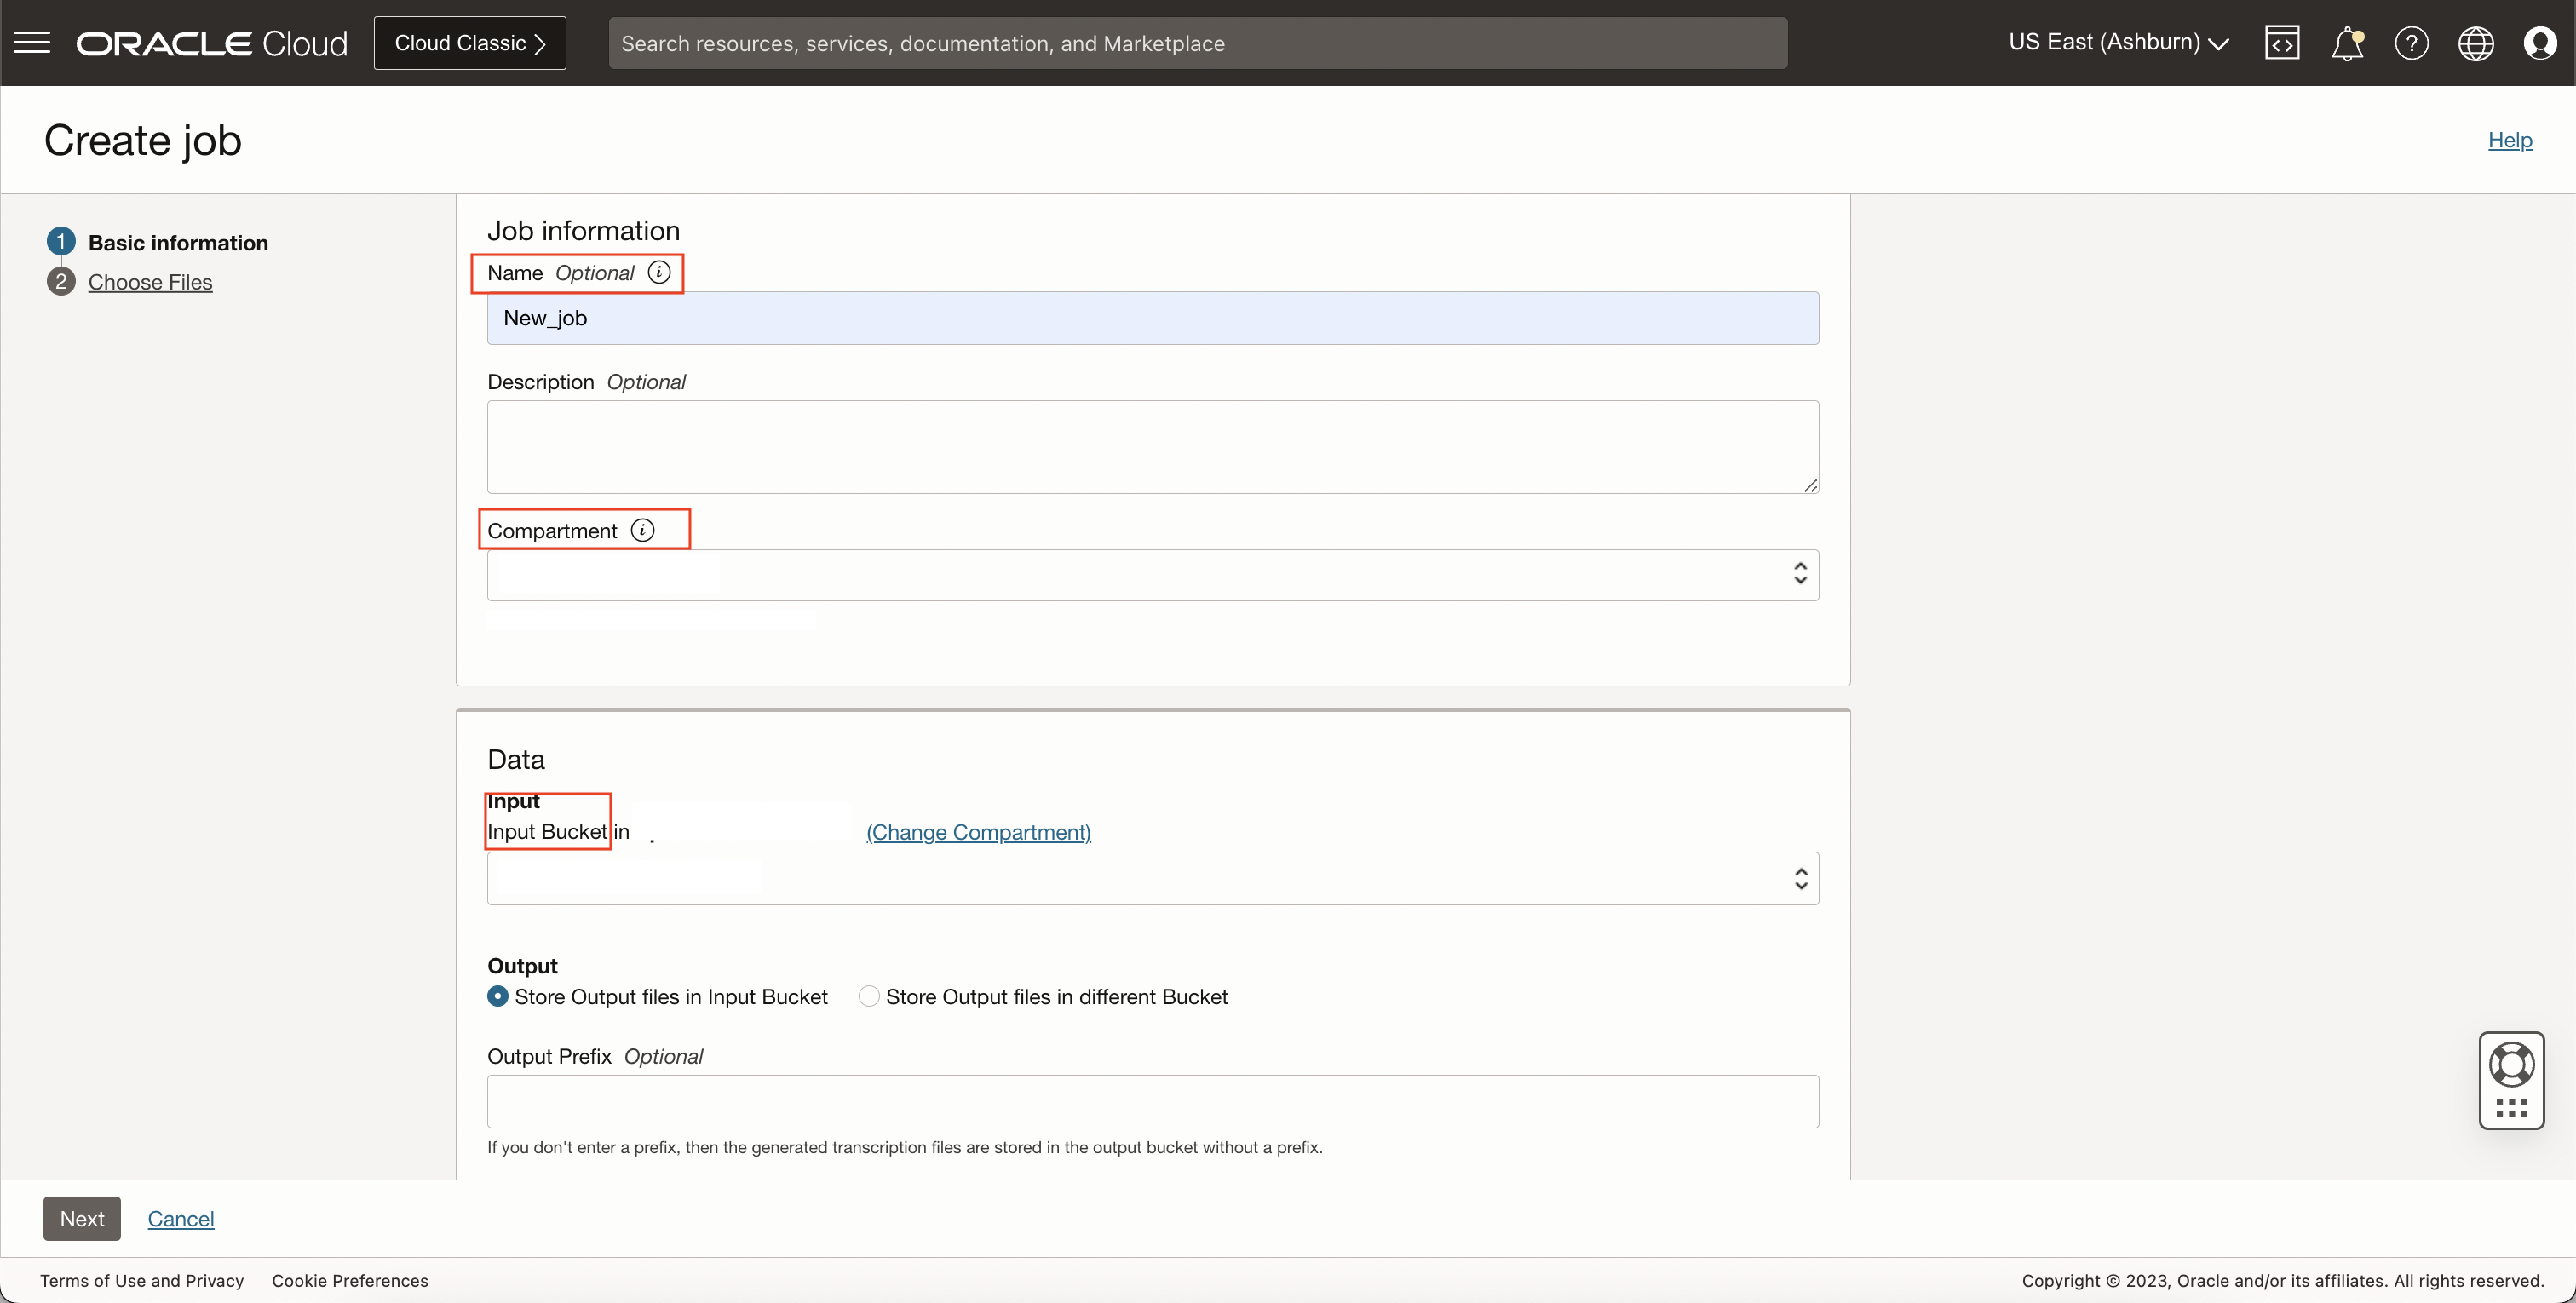 ORACLE Cloud
Cloud Classic
Search resources, services, documentation, and Marketplace
US East (Ashburn)
Create job
Help
1 Basic information
2 Choose Files
Job information
Name Optional
New_job
Description Optional
Compartment
Data
Input
Input Bucket in . (Change Compartment)
Output
Store Output files in Input Bucket
Store Output files in different Bucket
Output Prefix Optional
If you don't enter a prefix, then the generated transcription files are stored in the output bucket without a prefix.
Next
Cancel
Terms of Use and Privacy
Cookie Preferences
Copyright © 2023, Oracle and/or its affiliates. All rights reserved.